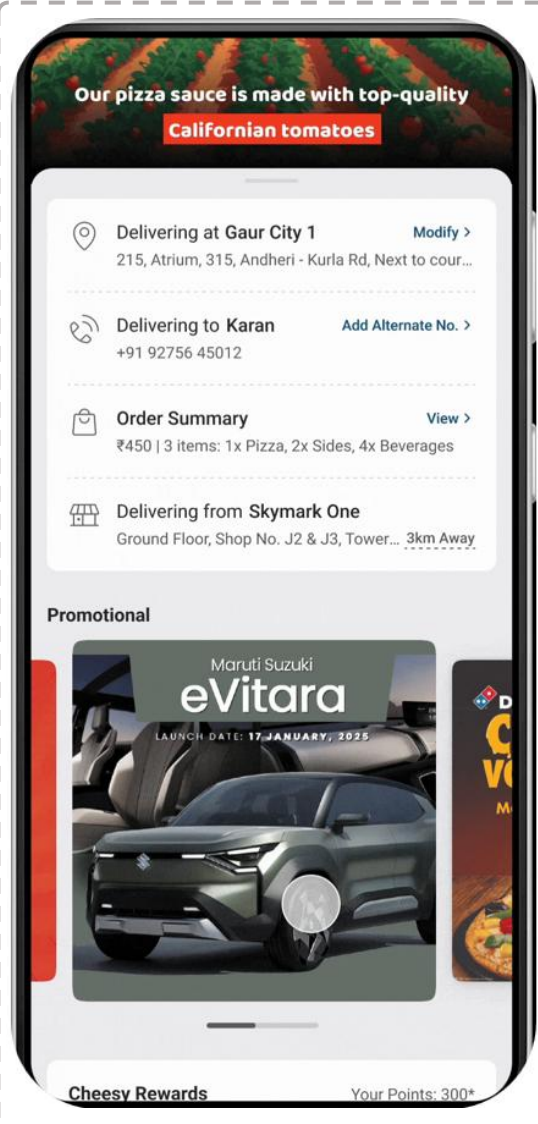 Our pizza sauce is made with top-quality
Californian tomatoes
Delivering at Gaur City 1
Modify >
215, Atrium, 315, Andheri - Kurla Rd, Next to cour...
Delivering to Karan
Add Alternate No. >
+91 92756 45012
Order Summary
View >
₹450 | 3 items: 1x Pizza, 2x Sides, 4x Beverages
Delivering from Skymark One
Ground Floor, Shop No. J2 & J3, Tower... 3km Away
Promotional
Maruti Suzuki
eVitara
LAUNCH DATE: 17 JANUARY, 2025
Cheesy Rewards
Your Points: 300*